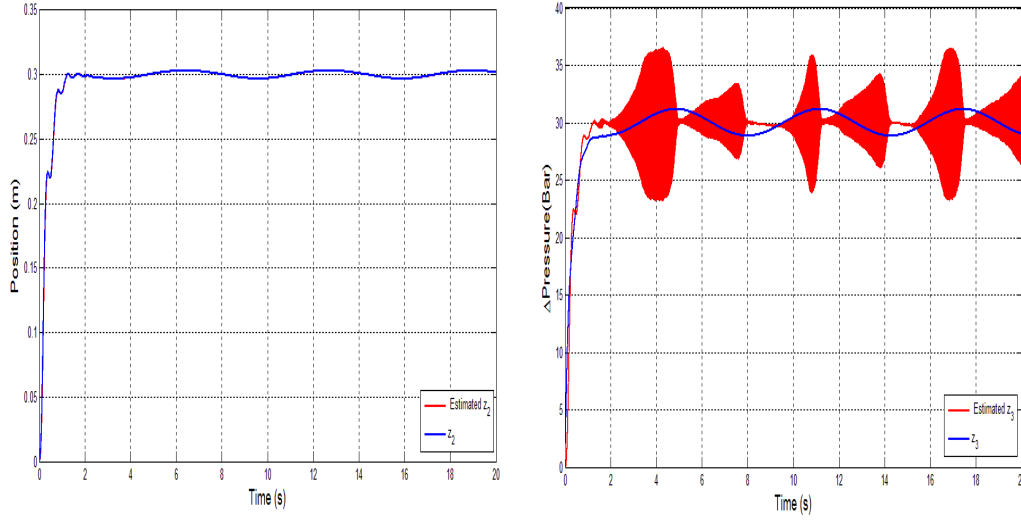 0.35
0.3
0.25
0.2
0.15
0.1
0.05
0
Position (m)
0 2 4 6 8 10 12 14 16 18 20
Time (s)
Estimated z2
z2
40
35
30
25
20
15
10
5
0
ΔPressure(Bar)
0 2 4 6 8 10 12 14 16 18
Time (s)
Estimated z3
z3